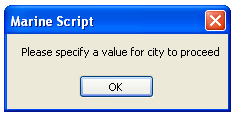 Marine Script
Please specify a value for city to proceed
OK